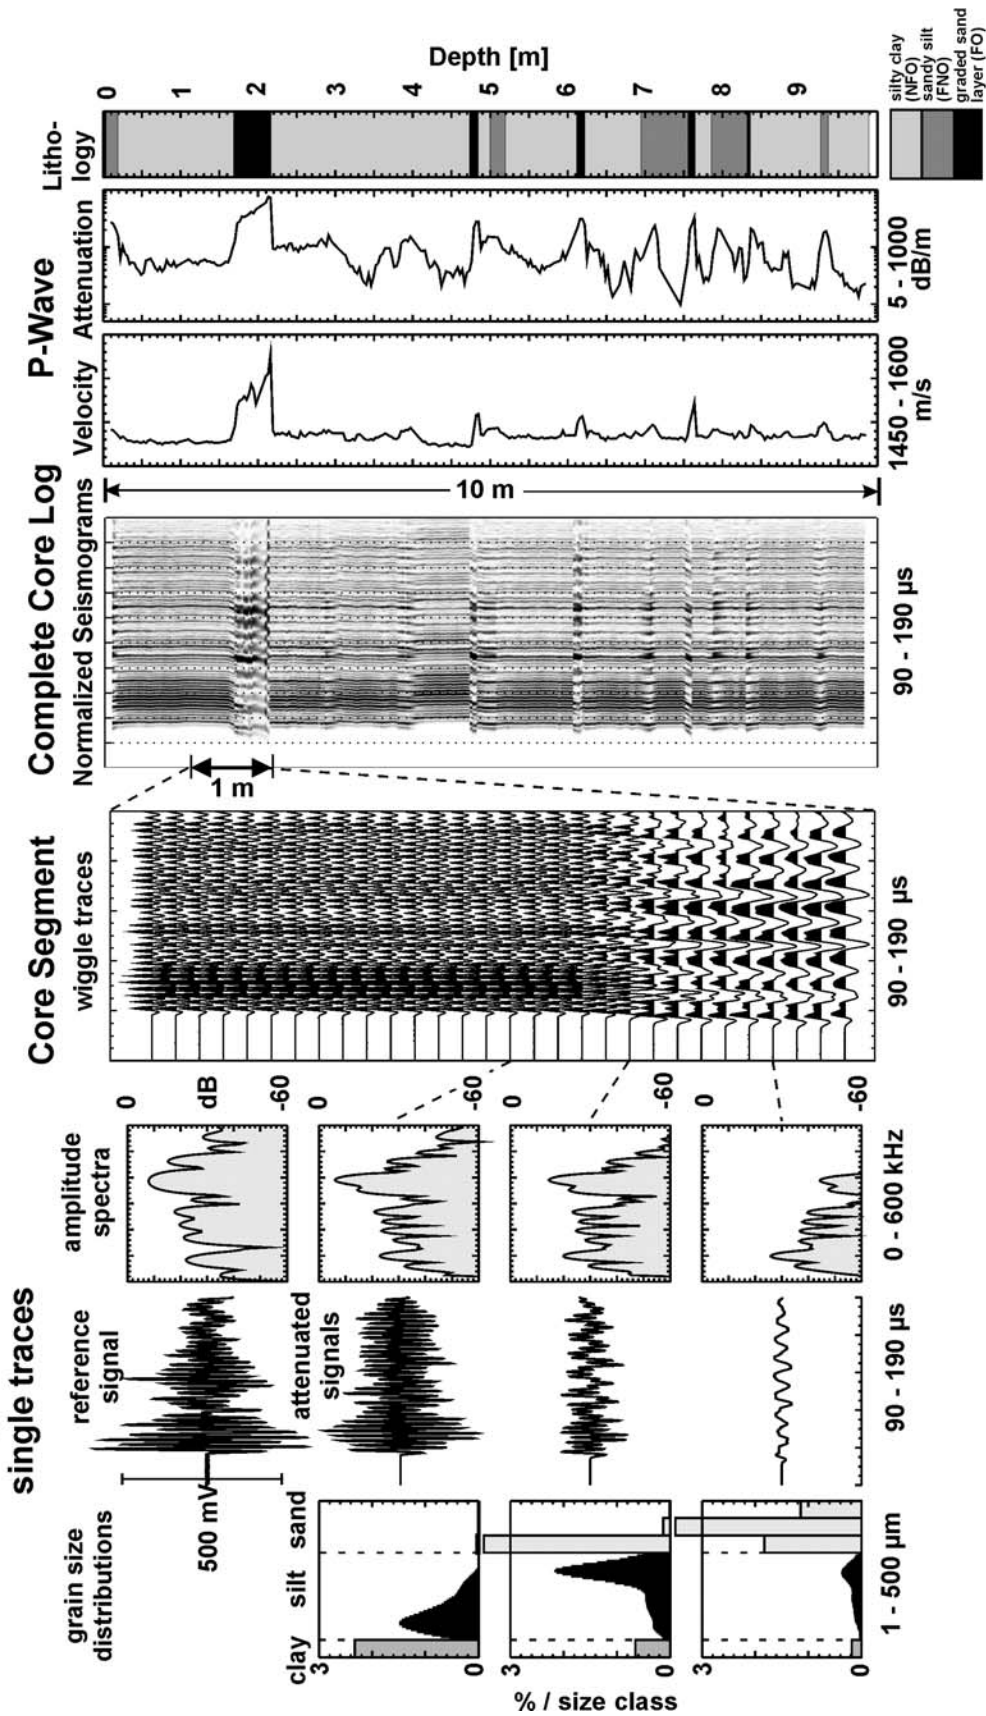 single traces
Core Segment
Complete Core Log
P-Wave
grain size
distributions
reference
signal
amplitude
spectra
wiggle traces
Normalized Seismograms
Velocity
Attenuation
Litho-
logy
500 mV
0
dB
-60
1 m
10 m
Depth [m]
0
1
2
3
4
5
6
7
8
9
clay
silt
sand
attenuated
signals
3
0
0
-60
3
0
0
-60
3
0
0
-60
% / size class
1 - 500 µm
90 - 190 µs
0 - 600 kHz
90 - 190 µs
90 - 190 µs
1450 - 1600
m/s
5 - 1000
dB/m
silty clay
(NFO)
sandy silt
(FNO)
graded sand
layer (FO)